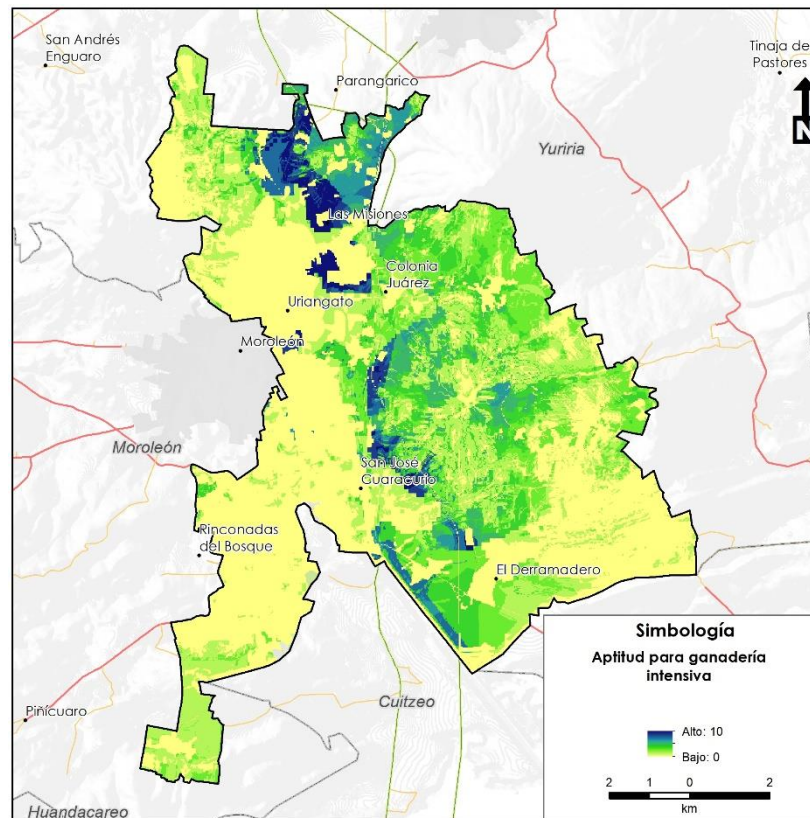 San Andrés
Enguaro
Tinaja de
Pastores
Parangarico
N
Yuriria
Las Misiones
Colonia
Juárez
Uriangato
Moroleón
Moroleón
San José
Guaracurio
Rinconadas
del Bosque
El Derramadero
Cuitzeo
Piñícuaro
Huandacareo
Simbología
Aptitud para ganadería
intensiva
Alto: 10
Bajo: 0
2 1 0 2
km